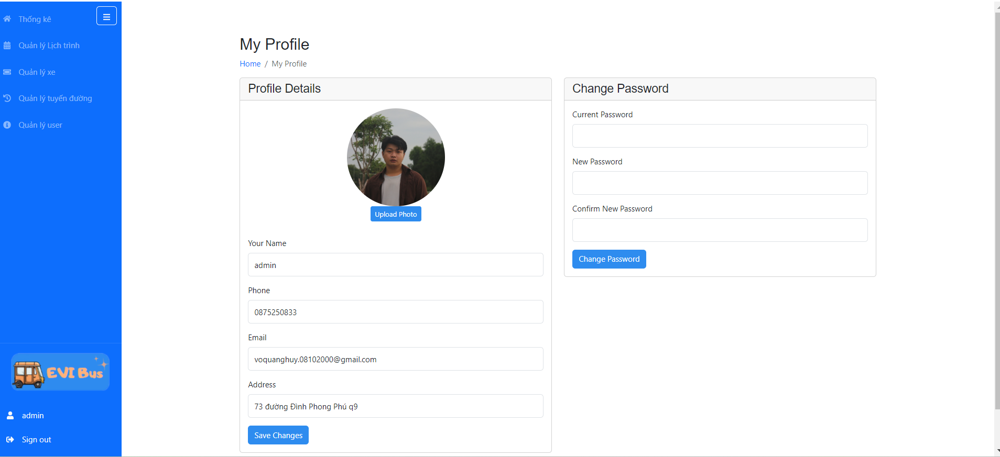 Thống kê
Quản lý Lịch trình
Quản lý xe
Quản lý tuyến đường
Quản lý user
EVI Bus
admin
Sign out
My Profile
Home / My Profile
Profile Details
Upload Photo
Your Name
admin
Phone
0875250833
Email
voquanghuy.08102000@gmail.com
Address
73 đường Đình Phong Phú q9
Save Changes
Change Password
Current Password
New Password
Confirm New Password
Change Password